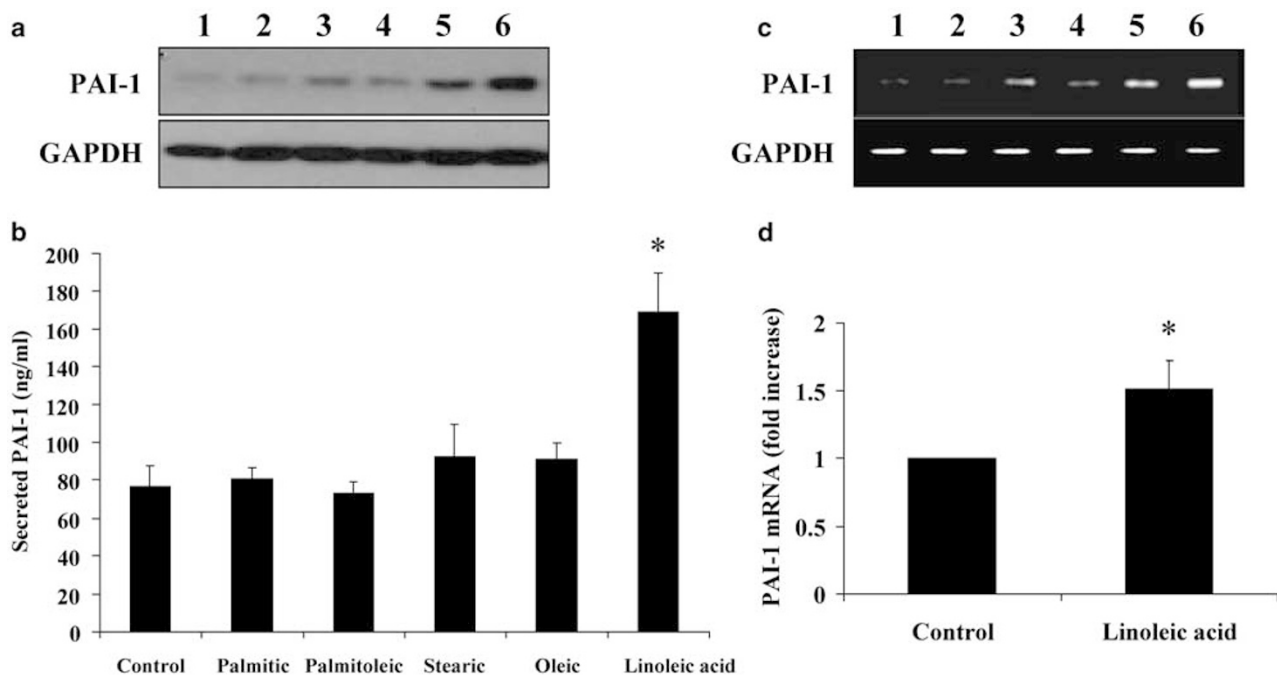 a
1 2 3 4 5 6
PAI-1
GAPDH
b
200
180
160
140
120
100
80
60
40
20
0
Secreted PAI-1 (ng/ml)
*
Control Palmitic Palmitoleic Stearic Oleic Linoleic acid
c
1 2 3 4 5 6
PAI-1
GAPDH
d
2
1.5
1
0.5
0
PAI-1 mRNA (fold increase)
*
Control Linoleic acid